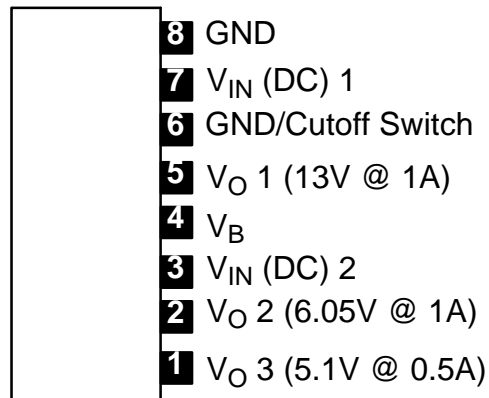 8 GND
7 VIN (DC) 1
6 GND/Cutoff Switch
5 VO 1 (13V @ 1A)
4 VB
3 VIN (DC) 2
2 VO 2 (6.05V @ 1A)
1 VO 3 (5.1V @ 0.5A)